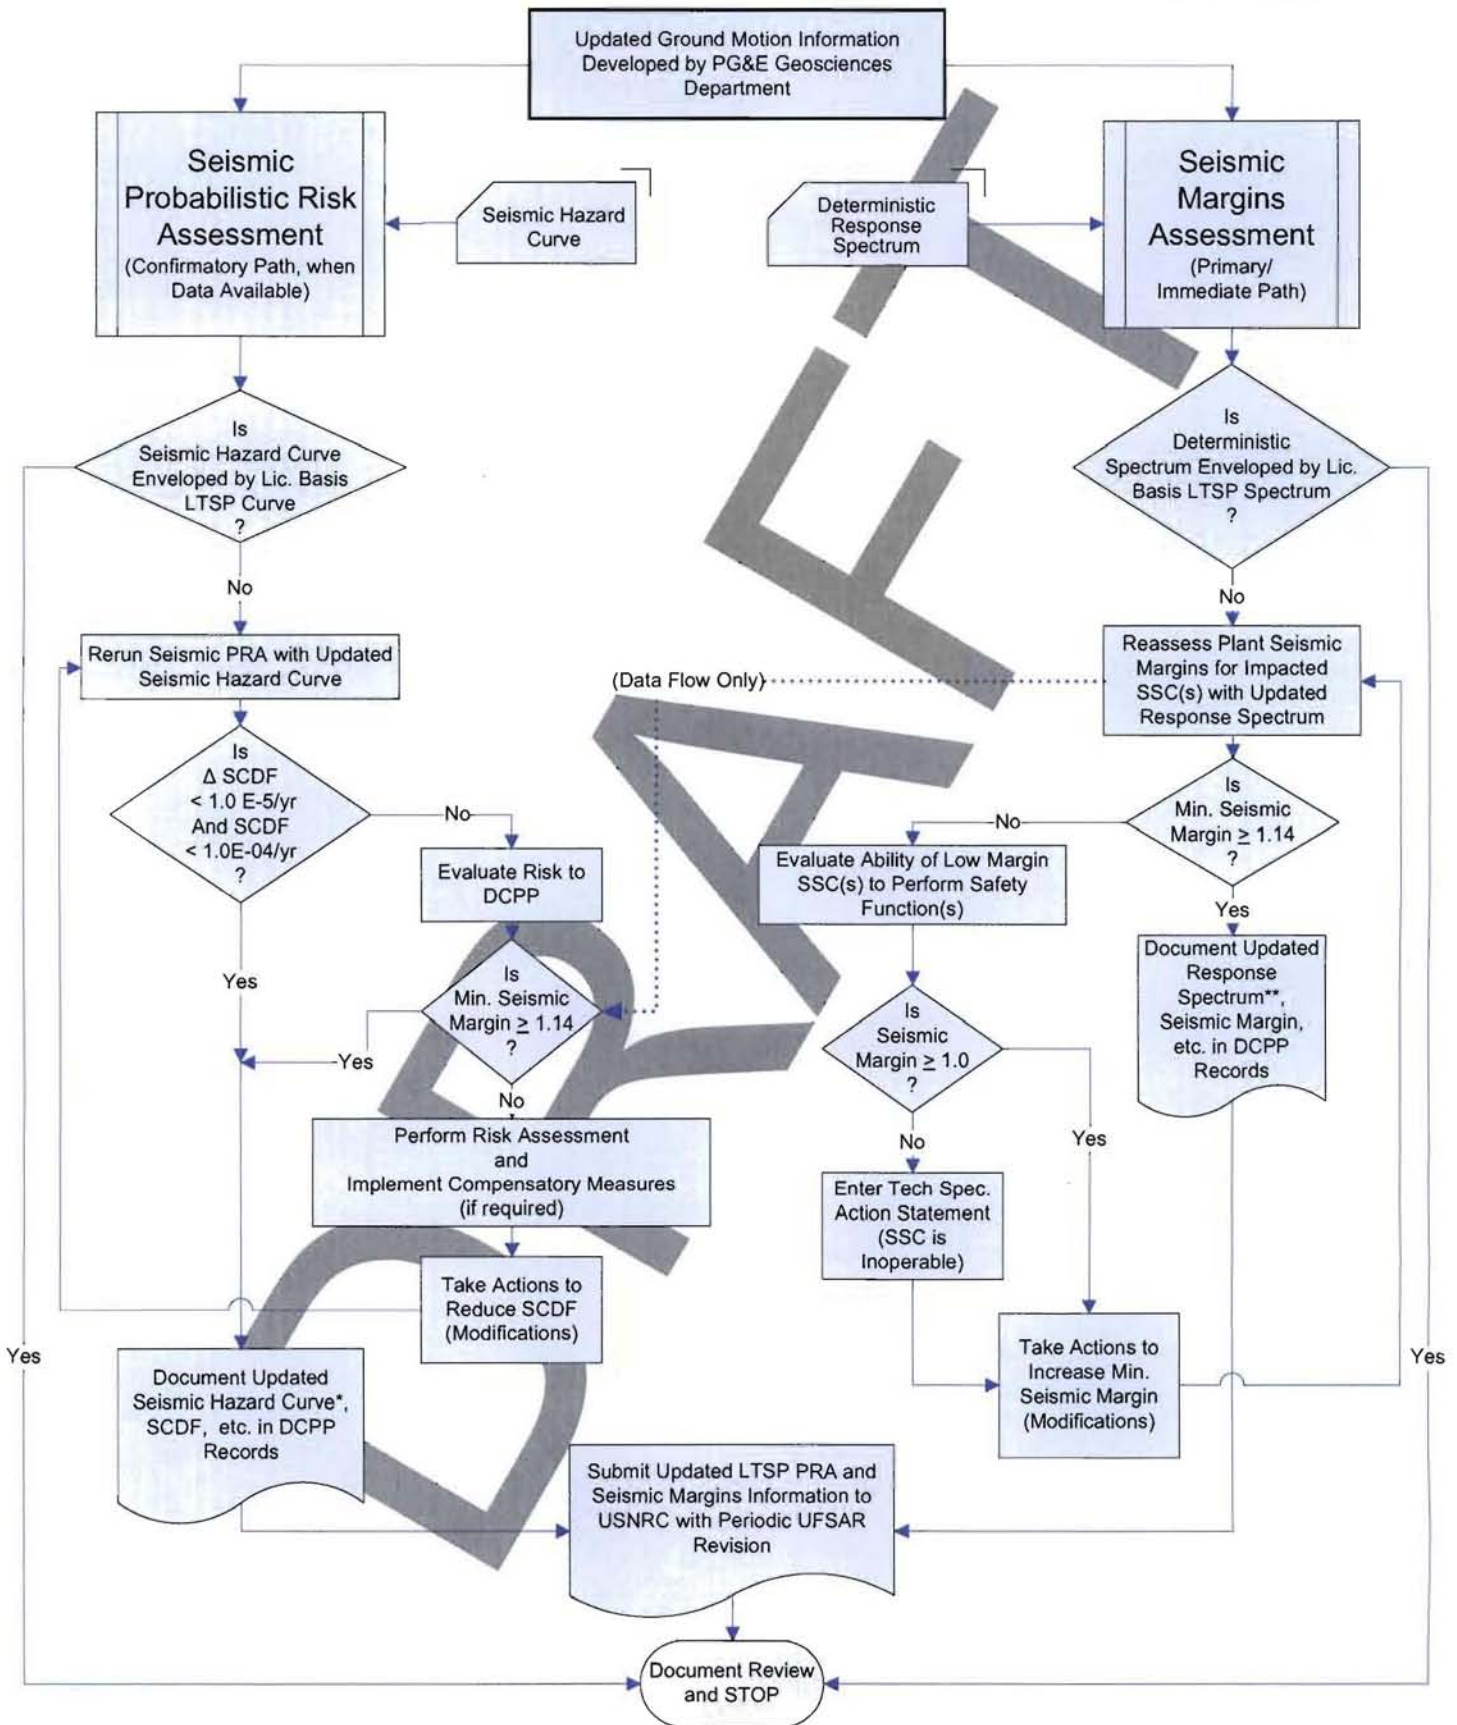 Updated Ground Motion Information
Developed by PG&E Geosciences
Department
Seismic
Probabilistic Risk
Assessment
(Confirmatory Path, when
Data Available)
Seismic Hazard
Curve
Deterministic
Response
Spectrum
Seismic
Margins
Assessment
(Primary/
Immediate Path)
Is
Seismic Hazard Curve
Enveloped by Lic. Basis
LTSP Curve
?
Is
Deterministic
Spectrum Enveloped by Lic.
Basis LTSP Spectrum
?
No
No
Rerun Seismic PRA with Updated
Seismic Hazard Curve
(Data Flow Only)
Reassess Plant Seismic
Margins for Impacted
SSC(s) with Updated
Response Spectrum
Is
Δ SCDF
< 1.0 E-5/yr
And SCDF
< 1.0E-04/yr
?
No
Evaluate Risk to
DCPP
Is
Min. Seismic
Margin ≥ 1.14
?
No
Evaluate Ability of Low Margin
SSC(s) to Perform Safety
Function(s)
Yes
Document Updated
Response
Spectrum**,
Seismic Margin,
etc. in DCPP
Records
Yes
Is
Min. Seismic
Margin ≥ 1.14
?
Yes
No
Is
Seismic
Margin ≥ 1.0
?
No
Yes
Perform Risk Assessment
and
Implement Compensatory Measures
(if required)
Enter Tech Spec.
Action Statement
(SSC is
Inoperable)
Take Actions to
Reduce SCDF
(Modifications)
Take Actions to
Increase Min.
Seismic Margin
(Modifications)
Yes
Yes
Document Updated
Seismic Hazard Curve*,
SCDF, etc. in DCPP
Records
Submit Updated LTSP PRA and
Seismic Margins Information to
USNRC with Periodic UFSAR
Revision
Document Review
and STOP
DRAFT